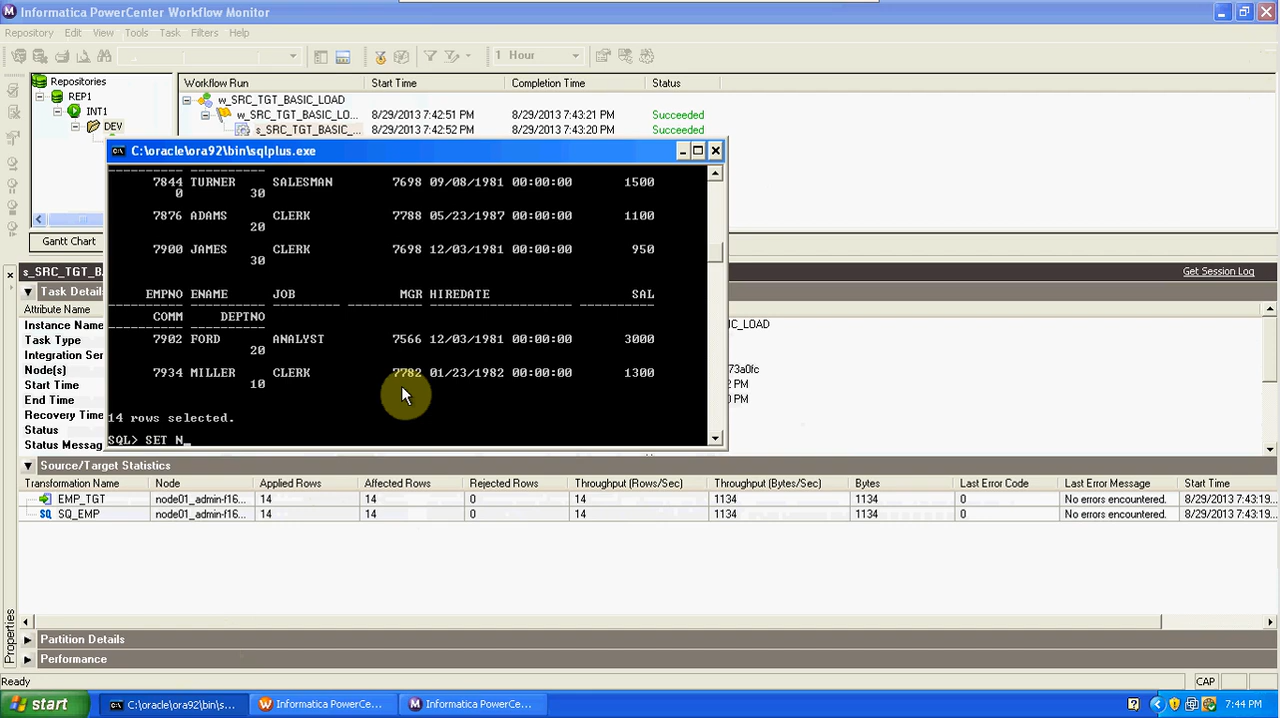 Informatica PowerCenter Workflow Monitor
Repository Edit View Tools Task Filters Help
1 Hour
Repositories
REP1
INT1
DEV
Workflow Run Start Time Completion Time Status
w_SRC_TGT_BASIC_LOAD
w_SRC_TGT_BASIC_LO... 8/29/2013 7:42:51 PM 8/29/2013 7:43:21 PM Succeeded
s_SRC_TGT_BASIC_... 8/29/2013 7:42:52 PM 8/29/2013 7:43:20 PM Succeeded
Gantt Chart
C:\oracle\ora92\bin\sqlplus.exe
7844 TURNER SALESMAN 7698 09/08/1981 00:00:00 1500
0 30
7876 ADAMS CLERK 7788 05/23/1987 00:00:00 1100
20
7900 JAMES CLERK 7698 12/03/1981 00:00:00 950
30
EMPNO ENAME JOB MGR HIREDATE SAL
COMM DEPTNO
7902 FORD ANALYST 7566 12/03/1981 00:00:00 3000
20
7934 MILLER CLERK 7782 01/23/1982 00:00:00 1300
10
14 rows selected.
SQL> SET N_
s_SRC_TGT_B
Get Session Log
Task Detai
Attribute Name
Instance Name
Task Type
Integration Ser
Node(s)
Start Time
End Time
Recovery Time
Status
Status Messag
_LOAD
73a0fc
2 PM
0 PM
Source/Target Statistics
Transformation Name Node Applied Rows Affected Rows Rejected Rows Throughput (Rows/Sec) Throughput (Bytes/Sec) Bytes Last Error Code Last Error Message Start Time
EMP_TGT node01_admin-f16... 14 14 0 14 1134 1134 0 No errors encountered. 8/29/2013 7:43:19...
SQ_EMP node01_admin-f16... 14 14 0 14 1134 1134 0 No errors encountered. 8/29/2013 7:43:19...
Properties
Partition Details
Performance
Ready CAP
start C:\oracle\ora92\bin\s... Informatica PowerCe... Informatica PowerCe... 7:44 PM